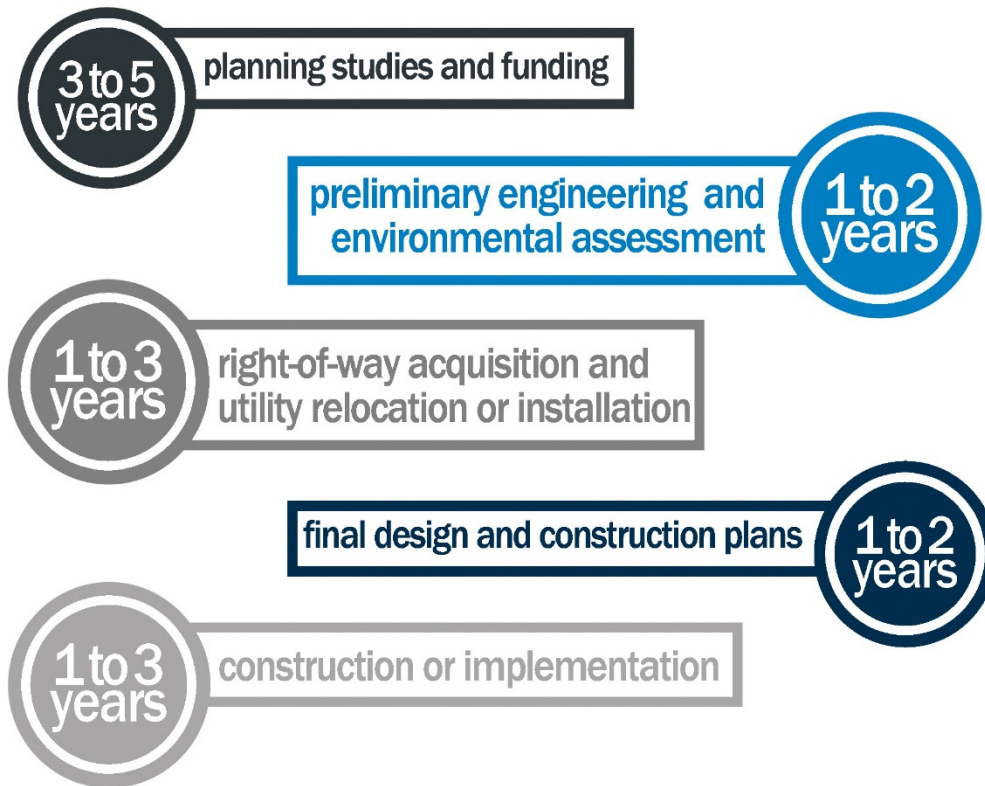 3 to 5
years
planning studies and funding
preliminary engineering and
environmental assessment
1 to 2
years
1 to 3
years
right-of-way acquisition and
utility relocation or installation
final design and construction plans
1 to 2
years
1 to 3
years
construction or implementation